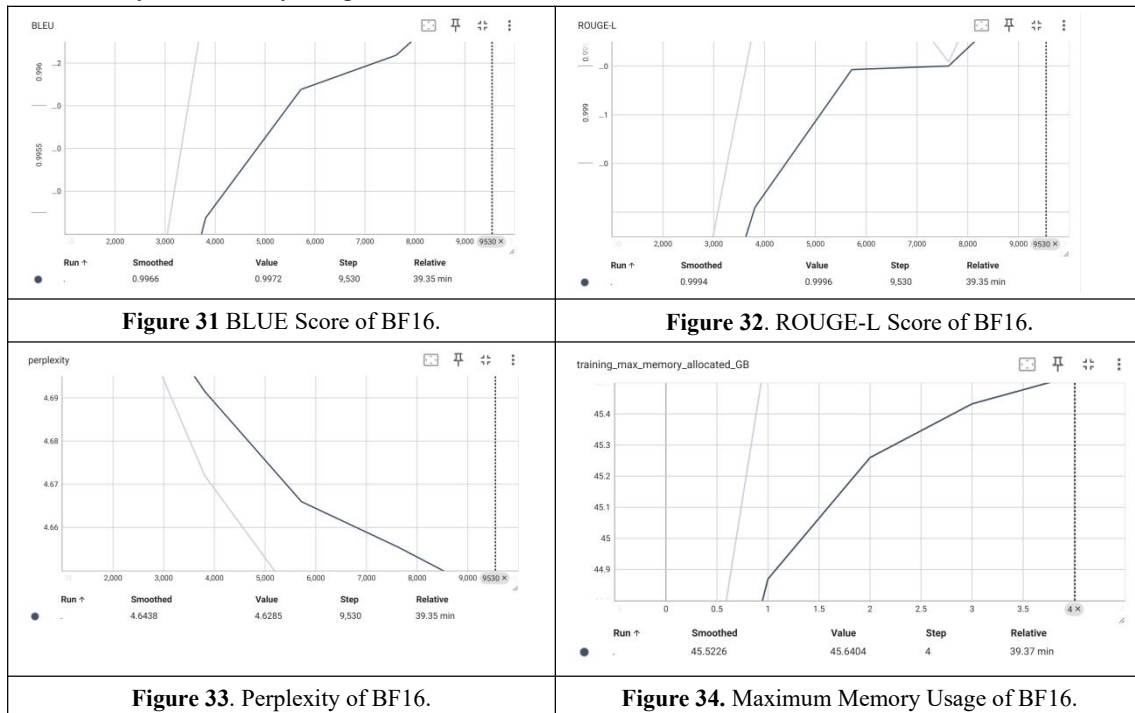 BLEU
0.996
0.9955
...2
...0
...0
...0
2,000 3,000 4,000 5,000 6,000 7,000 8,000 9,000 9530 ×
Run ↑ Smoothed Value Step Relative
. 0.9966 0.9972 9,530 39.35 min
ROUGE-L
0.999
...0
...1
...0
2,000 3,000 4,000 5,000 6,000 7,000 8,000 9,000 9530 ×
Run ↑ Smoothed Value Step Relative
. 0.9994 0.9996 9,530 39.35 min
Figure 31 BLUE Score of BF16.
Figure 32. ROUGE-L Score of BF16.
perplexity
4.69
4.68
4.67
4.66
2,000 3,000 4,000 5,000 6,000 7,000 8,000 9,000 9530 ×
Run ↑ Smoothed Value Step Relative
. 4.6438 4.6285 9,530 39.35 min
training_max_memory_allocated_GB
45.4
45.3
45.2
45.1
45
44.9
0 0.5 1 1.5 2 2.5 3 3.5 4 ×
Run ↑ Smoothed Value Step Relative
. 45.5226 45.6404 4 39.37 min
Figure 33. Perplexity of BF16.
Figure 34. Maximum Memory Usage of BF16.